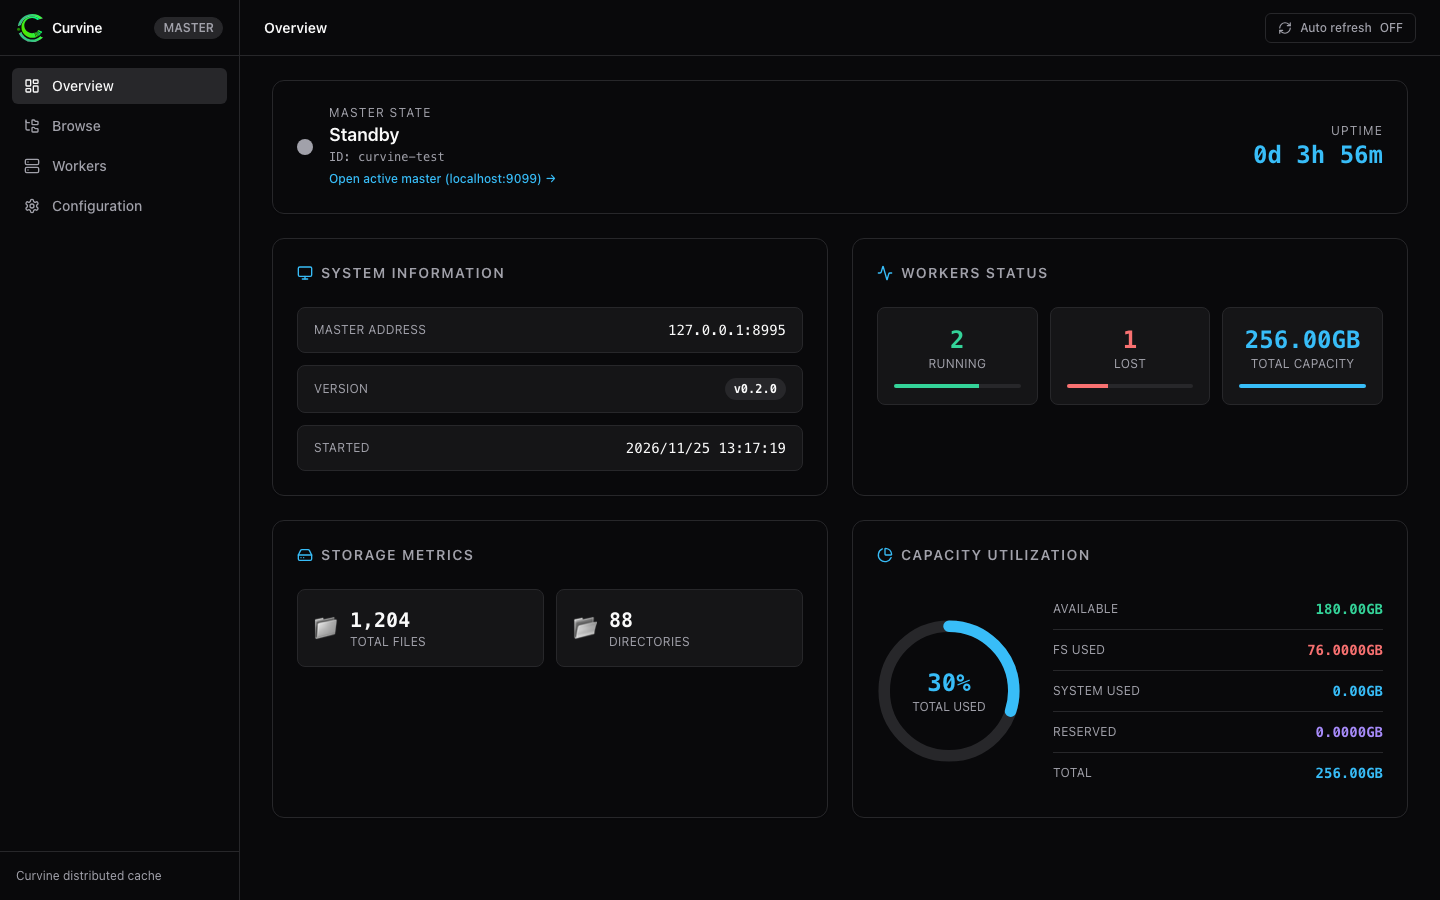 Curvine
MASTER
Overview
Auto refresh OFF
Overview
Browse
Workers
Configuration
MASTER STATE
Standby
ID: curvine-test
Open active master (localhost:9099) →
UPTIME
0d 3h 56m
SYSTEM INFORMATION
MASTER ADDRESS 127.0.0.1:8995
VERSION v0.2.0
STARTED 2026/11/25 13:17:19
WORKERS STATUS
2
RUNNING
1
LOST
256.00GB
TOTAL CAPACITY
STORAGE METRICS
1,204
TOTAL FILES
88
DIRECTORIES
CAPACITY UTILIZATION
30%
TOTAL USED
AVAILABLE 180.00GB
FS USED 76.0000GB
SYSTEM USED 0.00GB
RESERVED 0.0000GB
TOTAL 256.00GB
Curvine distributed cache